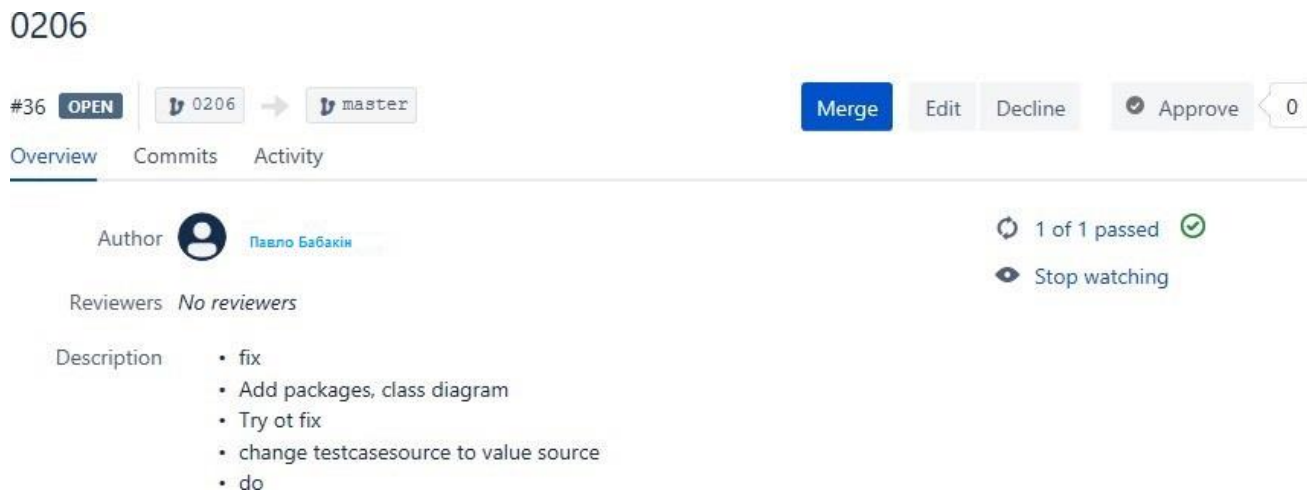 0206
#36 OPEN 0206 master Merge Edit Decline Approve 0
Overview Commits Activity
Author Павло Бабакін 1 of 1 passed
Stop watching
Reviewers No reviewers
Description • fix
• Add packages, class diagram
• Try ot fix
• change testcasesource to value source
• do